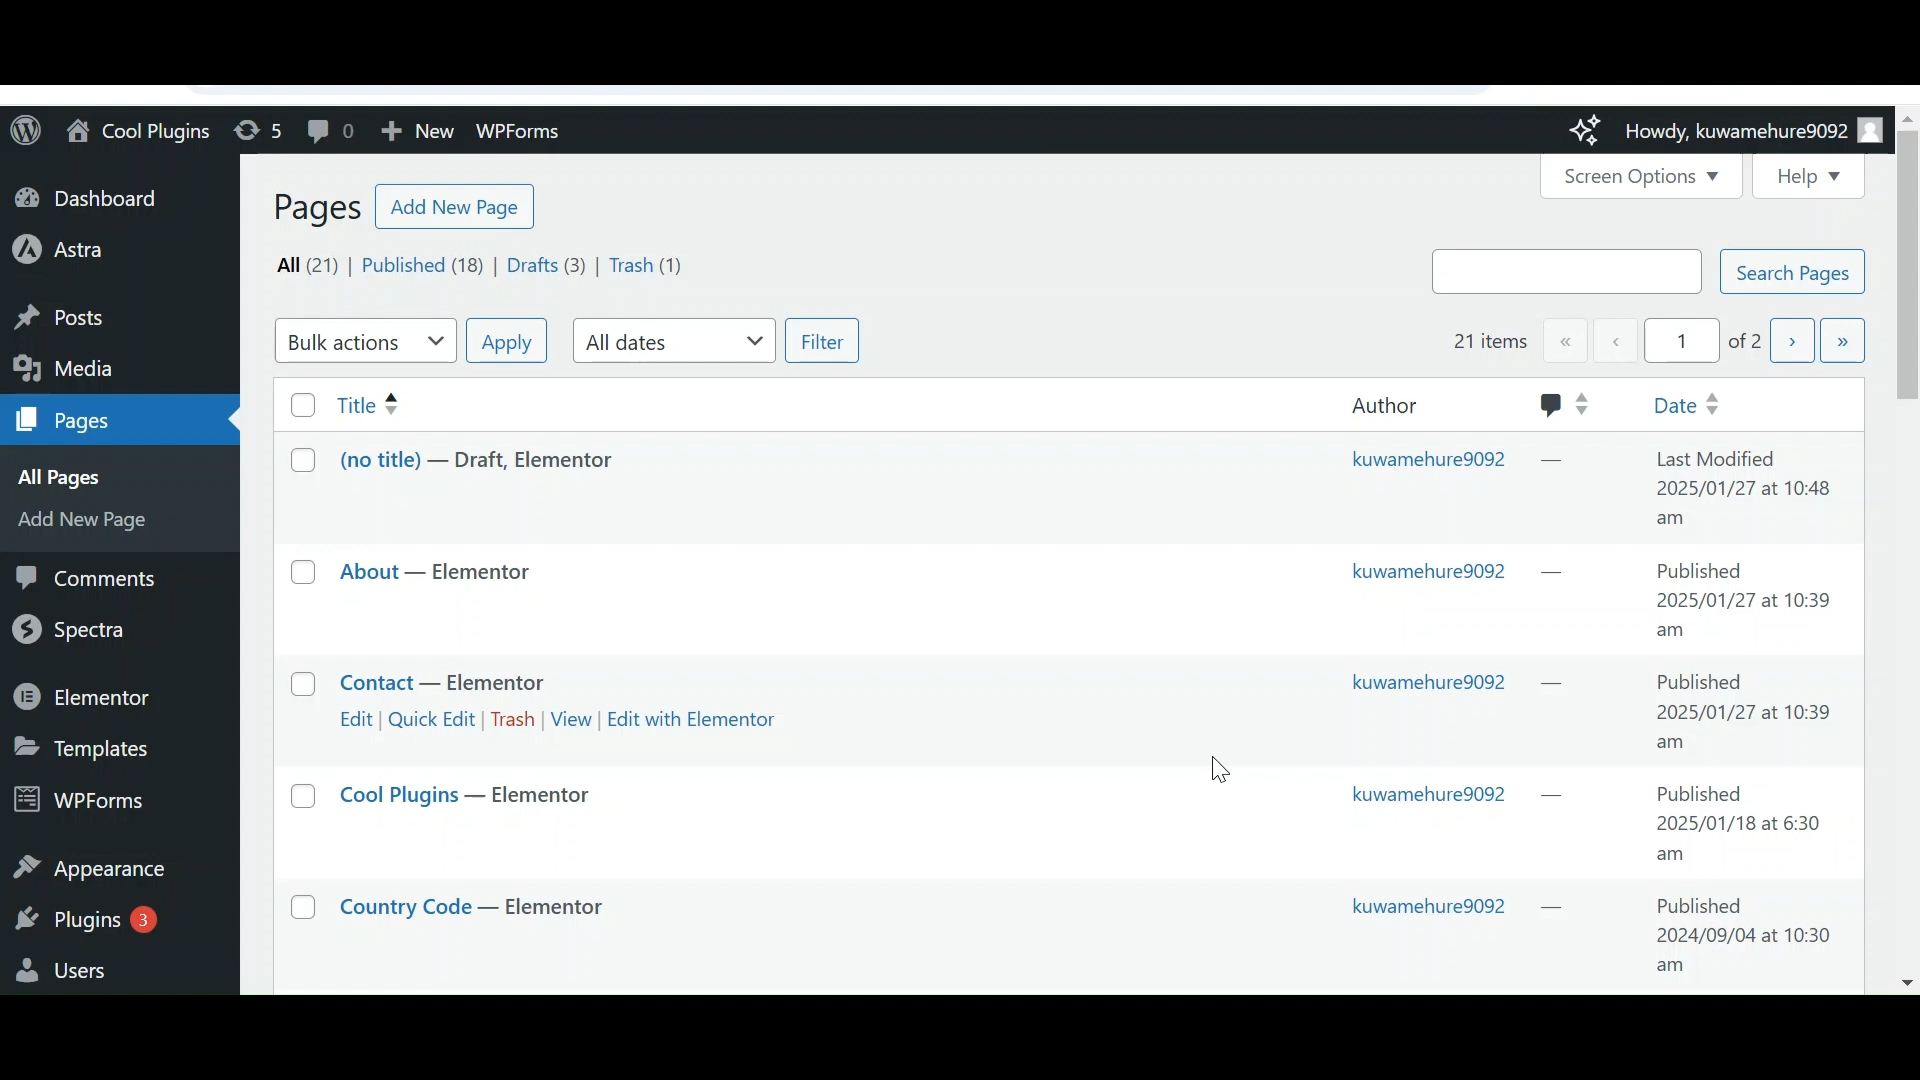 Cool Plugins 5 0 New WPForms Howdy, kuwamehure9092
Screen Options Help
Dashboard
Astra
Posts
Media
Pages
All Pages
Add New Page
Comments
Spectra
Elementor
Templates
WPForms
Appearance
Plugins 3
Users
Pages Add New Page
All (21) | Published (18) | Drafts (3) | Trash (1)
Search Pages
Bulk actions Apply All dates Filter 21 items « ‹ 1 of 2 › »
Title Author Date
(no title) — Draft, Elementor kuwamehure9092 — Last Modified
2025/01/27 at 10:48
am
About — Elementor kuwamehure9092 — Published
2025/01/27 at 10:39
am
Contact — Elementor kuwamehure9092 — Published
Edit | Quick Edit | Trash | View | Edit with Elementor 2025/01/27 at 10:39
am
Cool Plugins — Elementor kuwamehure9092 — Published
2025/01/18 at 6:30
am
Country Code — Elementor kuwamehure9092 — Published
2024/09/04 at 10:30
am